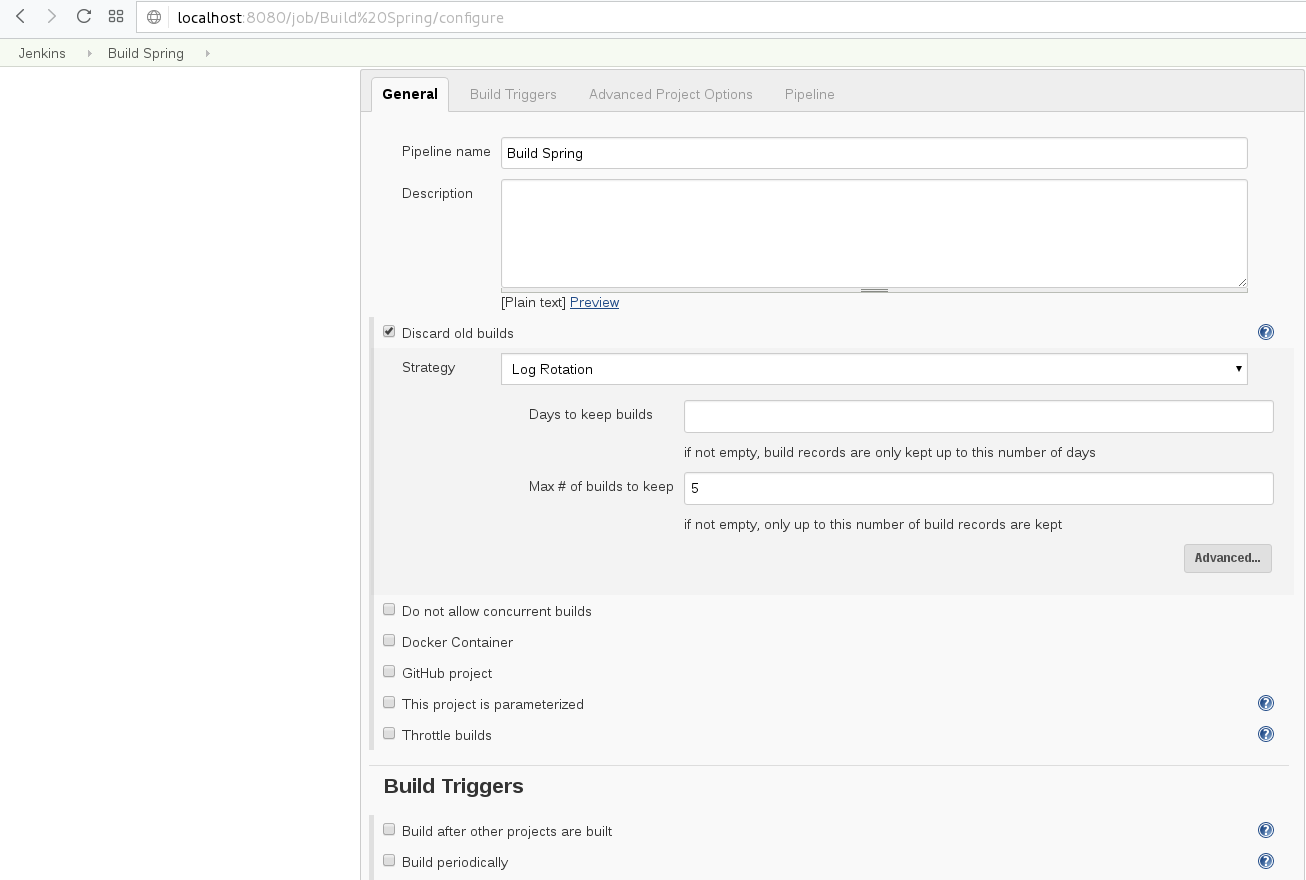 localhost:8080/job/Build%20Spring/configure
Jenkins Build Spring
General Build Triggers Advanced Project Options Pipeline
Pipeline name Build Spring
Description
[Plain text] Preview
Discard old builds
Strategy Log Rotation
Days to keep builds
if not empty, build records are only kept up to this number of days
Max # of builds to keep 5
if not empty, only up to this number of build records are kept
Advanced...
Do not allow concurrent builds
Docker Container
GitHub project
This project is parameterized
Throttle builds
Build Triggers
Build after other projects are built
Build periodically